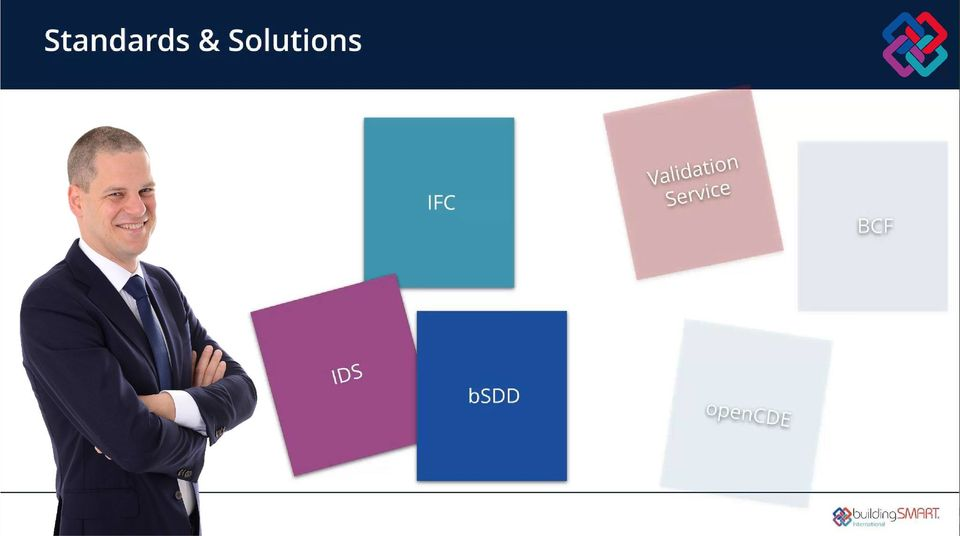 Standards & Solutions
IFC
Validation
Service
BCF
IDS
bSDD
openCDE
buildingSMART
International